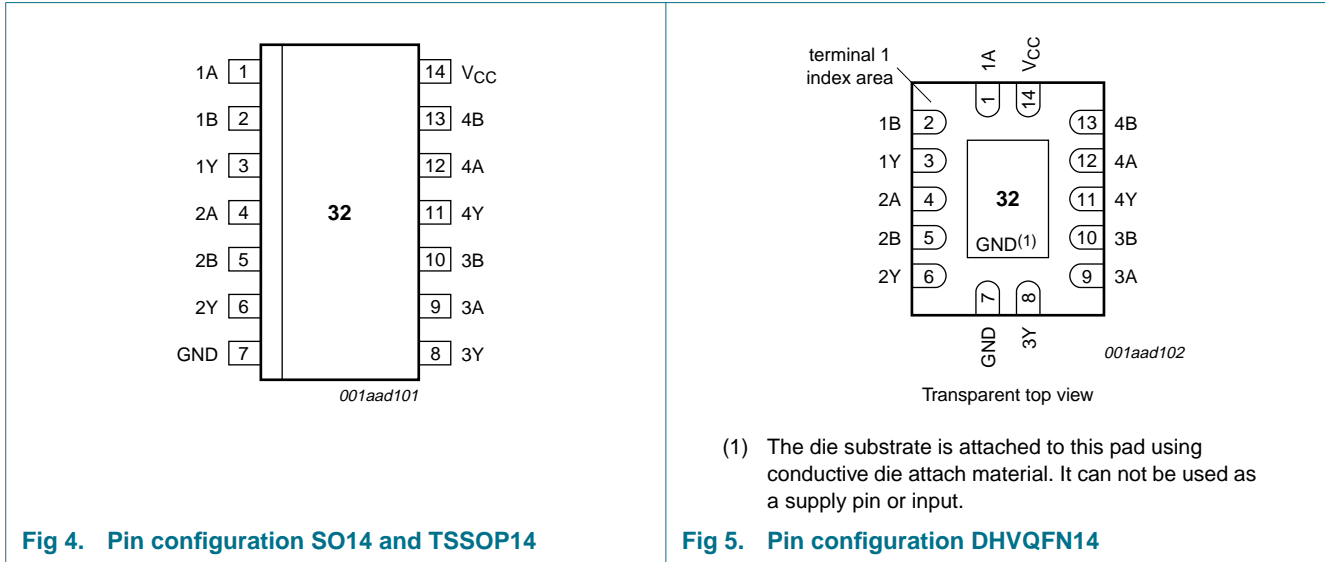 1A 1 14 VCC
1B 2 13 4B
1Y 3 12 4A
2A 4 32 11 4Y
2B 5 10 3B
2Y 6 9 3A
GND 7 8 3Y
001aad101
Fig 4. Pin configuration SO14 and TSSOP14
terminal 1
index area
1A VCC
1 14
1B 2 13 4B
1Y 3 12 4A
2A 4 32 11 4Y
2B 5 GND(1) 10 3B
2Y 6 9 3A
7 8
GND 3Y
001aad102
Transparent top view
(1) The die substrate is attached to this pad using
conductive die attach material. It can not be used as
a supply pin or input.
Fig 5. Pin configuration DHVQFN14